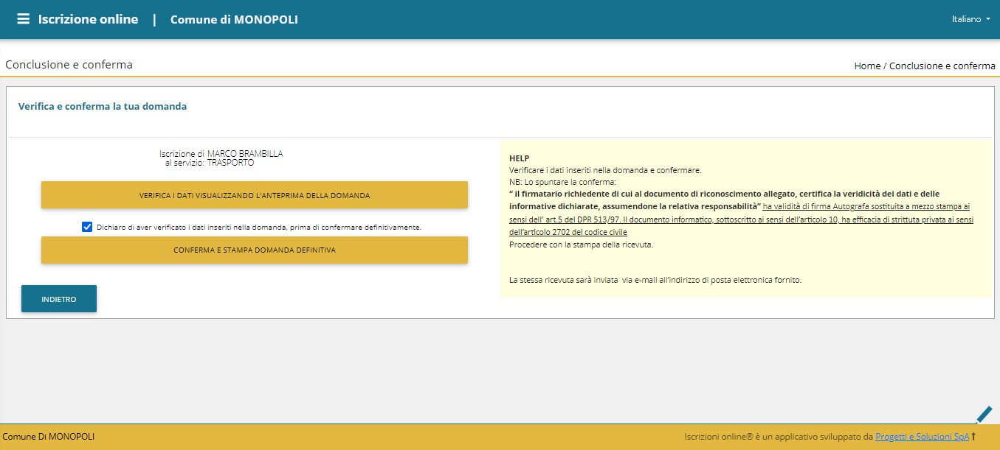 Iscrizione online | Comune di MONOPOLI
Italiano
Conclusione e conferma
Home / Conclusione e conferma
Verifica e conferma la tua domanda
Iscrizione di MARCO BRAMBILLA
al servizio: TRASPORTO
VERIFICA I DATI VISUALIZZANDO L'ANTEPRIMA DELLA DOMANDA
Dichiaro di aver verificato i dati inseriti nella domanda, prima di confermare definitivamente.
CONFERMA E STAMPA DOMANDA DEFINITIVA
INDIETRO
HELP
Verificare i dati inseriti nella domanda e confermare.
NB: Lo spuntare la conferma:
“ il firmatario richiedente di cui al documento di riconoscimento allegato, certifica la veridicità dei dati e delle
informative dichiarate, assumendone la relativa responsabilità” ha validità di firma Autografa sostituita a mezzo stampa ai
sensi dell’ art.5 del DPR 513/97. Il documento informatico, sottoscritto ai sensi dell’articolo 10, ha efficacia di strittuta privata ai sensi
dell’articolo 2702 del codice civile
Procedere con la stampa della ricevuta.
La stessa ricevuta sarà inviata via e-mail all’indirizzo di posta elettronica fornito.
Comune Di MONOPOLI
Iscrizioni online® è un applicativo sviluppato da Progetti e Soluzioni SpA